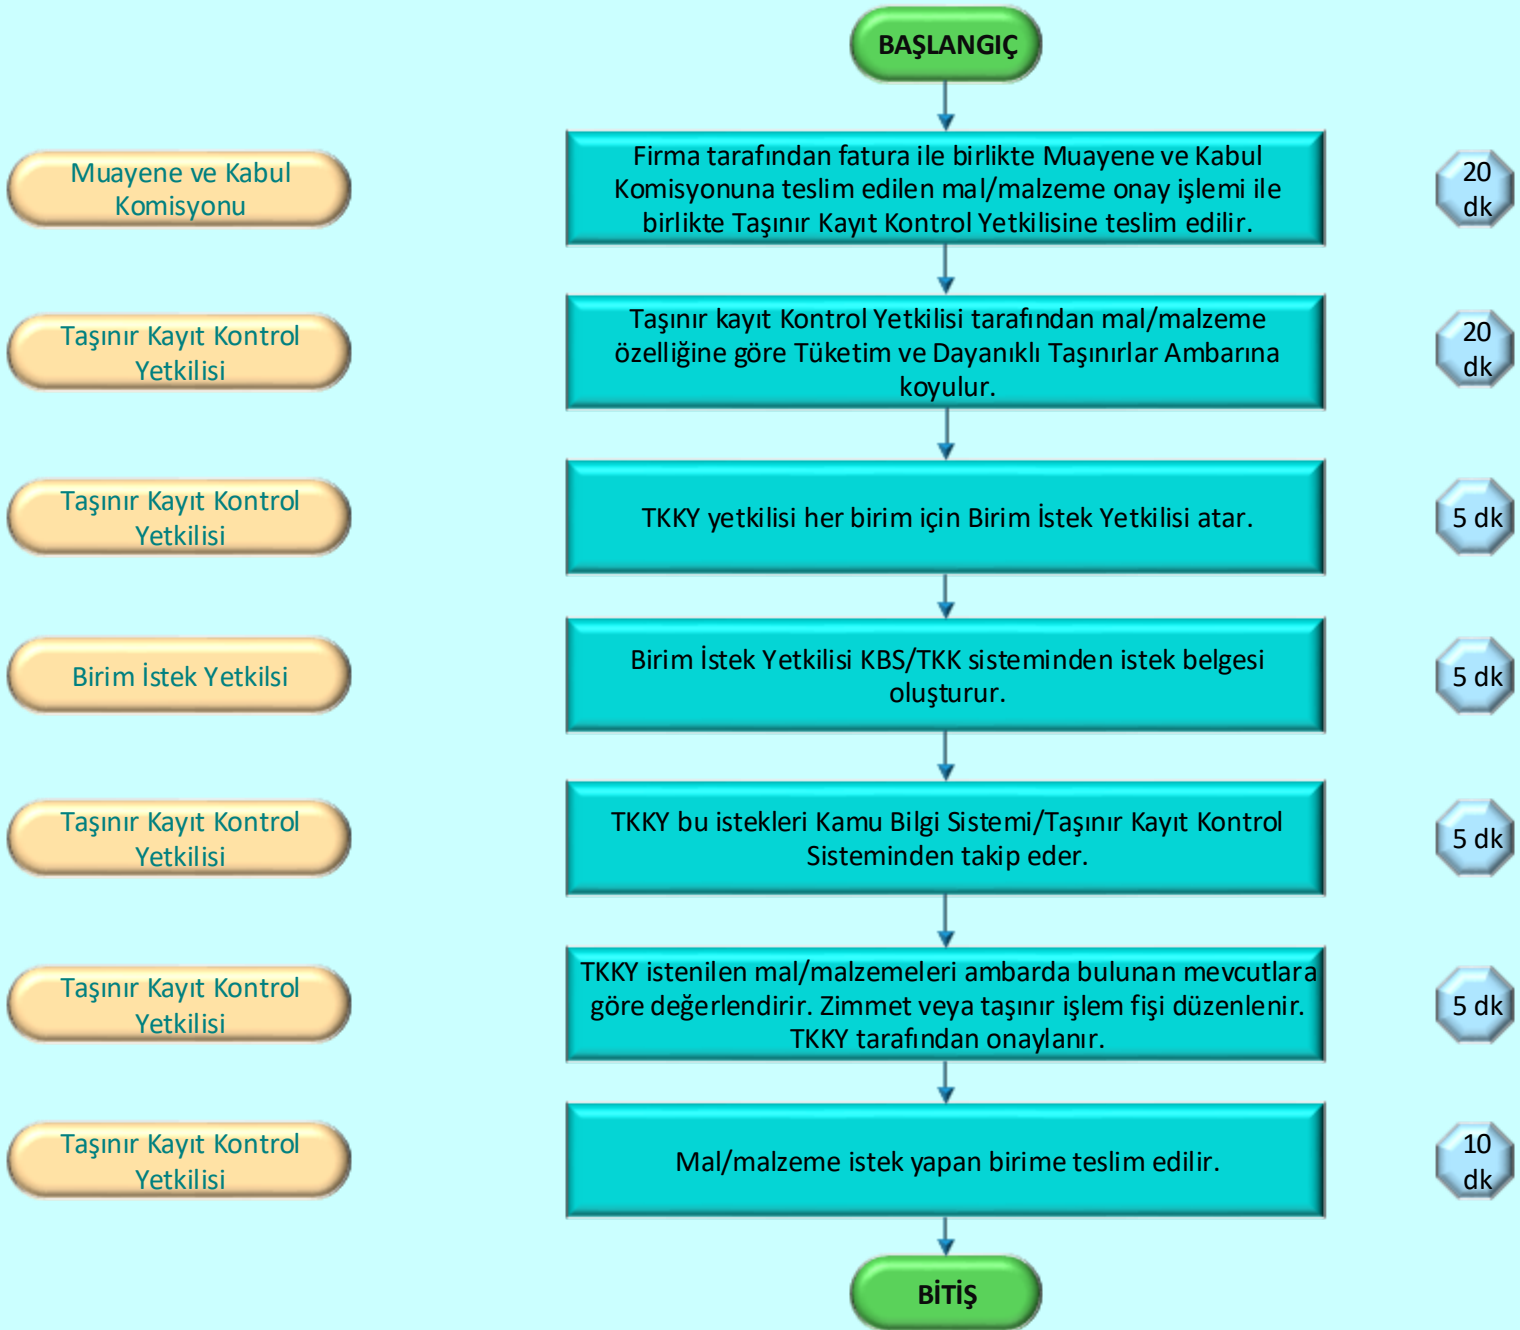 BAŞLANGIÇ
Muayene ve Kabul
Komisyonu
Firma tarafından fatura ile birlikte Muayene ve Kabul
Komisyonuna teslim edilen mal/malzeme onay işlemi ile
birlikte Taşınır Kayıt Kontrol Yetkilisine teslim edilir.
20
dk
Taşınır Kayıt Kontrol
Yetkilisi
Taşınır kayıt Kontrol Yetkilisi tarafından mal/malzeme
özelliğine göre Tüketim ve Dayanıklı Taşınırlar Ambarına
koyulur.
20
dk
Taşınır Kayıt Kontrol
Yetkilisi
TKKY yetkilisi her birim için Birim İstek Yetkilisi atar.
5 dk
Birim İstek Yetkilsi
Birim İstek Yetkilisi KBS/TKK sisteminden istek belgesi
oluşturur.
5 dk
Taşınır Kayıt Kontrol
Yetkilisi
TKKY bu istekleri Kamu Bilgi Sistemi/Taşınır Kayıt Kontrol
Sisteminden takip eder.
5 dk
Taşınır Kayıt Kontrol
Yetkilisi
TKKY istenilen mal/malzemeleri ambarda bulunan mevcutlara
göre değerlendirir. Zimmet veya taşınır işlem fişi düzenlenir.
TKKY tarafından onaylanır.
5 dk
Taşınır Kayıt Kontrol
Yetkilisi
Mal/malzeme istek yapan birime teslim edilir.
10
dk
BİTİŞ